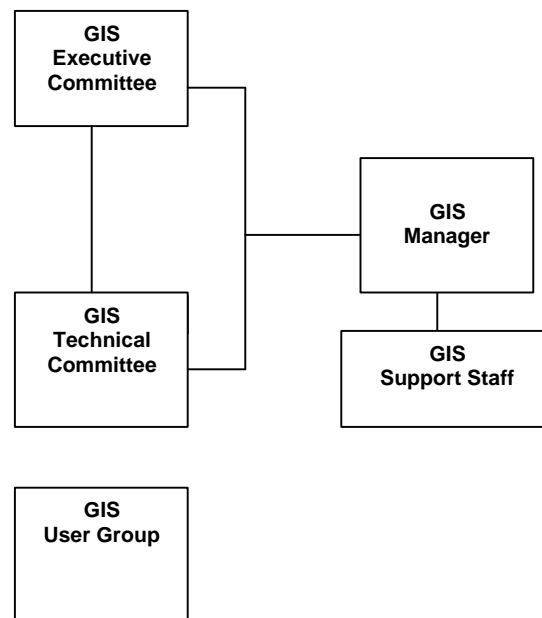 GIS
Executive
Committee
GIS
Manager
GIS
Technical
Committee
GIS
Support Staff
GIS
User Group